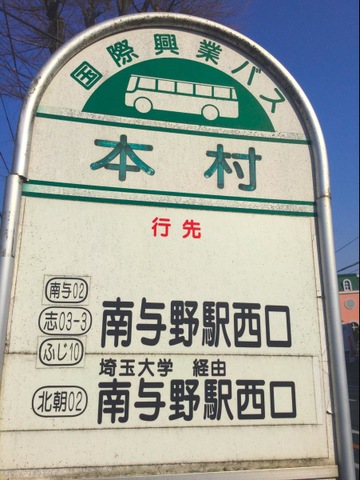 国際興業バス
本村
行先
南与02
志03-3
ふじ10
南与野駅西口
埼玉大学 経由
北朝02
南与野駅西口